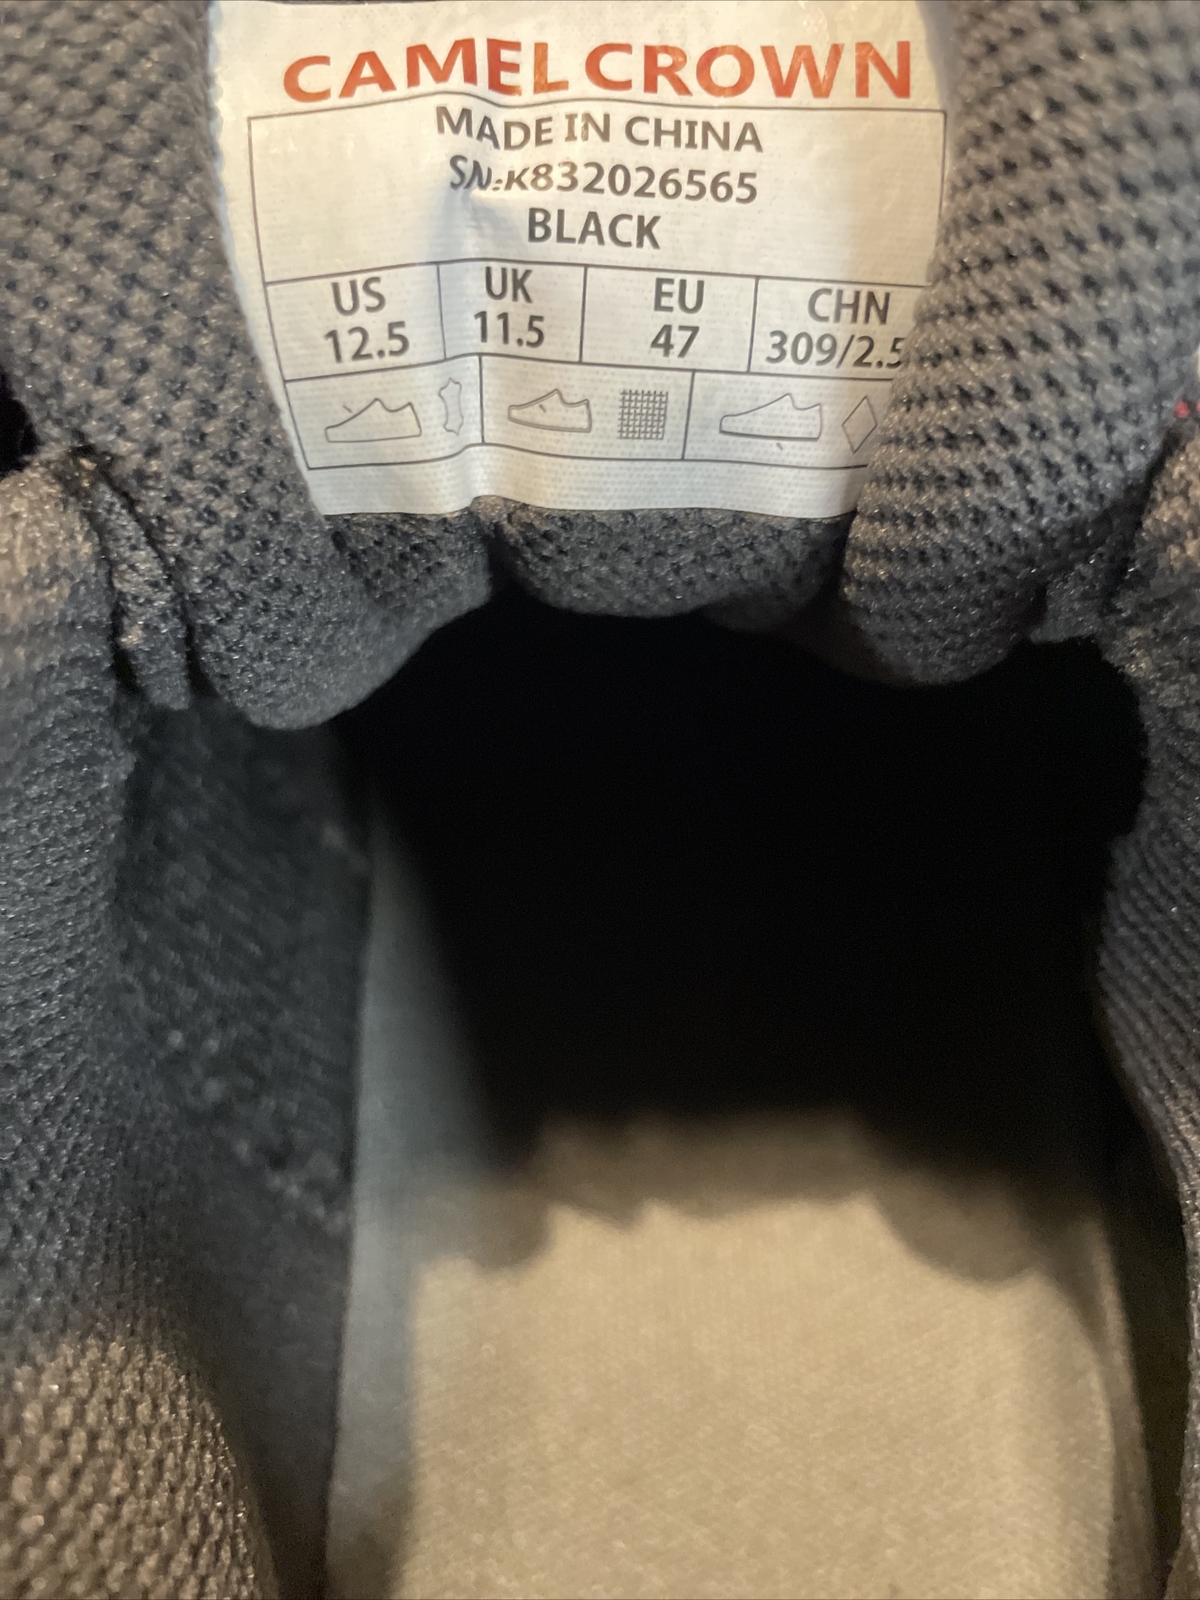 CAMEL CROWN
MADE IN CHINA
SN:K832026565
BLACK
US UK EU CHN
12.5 11.5 47 309/2.5